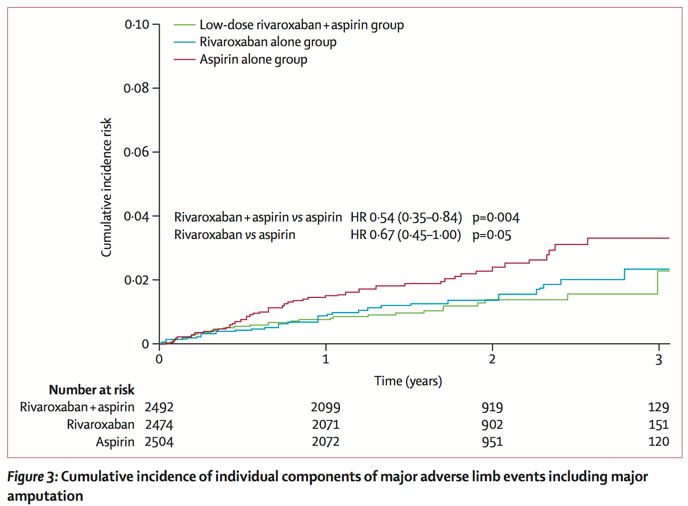 0·10
0·08
0·06
0·04
0·02
0
Cumulative incidence risk
Low-dose rivaroxaban + aspirin group
Rivaroxaban alone group
Aspirin alone group
Rivaroxaban + aspirin vs aspirin HR 0·54 (0·35–0·84) p=0·004
Rivaroxaban vs aspirin HR 0·67 (0·45–1·00) p=0·05
0 1 2 3
Time (years)
Number at risk
Rivaroxaban + aspirin 2492 2099 919 129
Rivaroxaban 2474 2071 902 151
Aspirin 2504 2072 951 120
Figure 3: Cumulative incidence of individual components of major adverse limb events including major
amputation